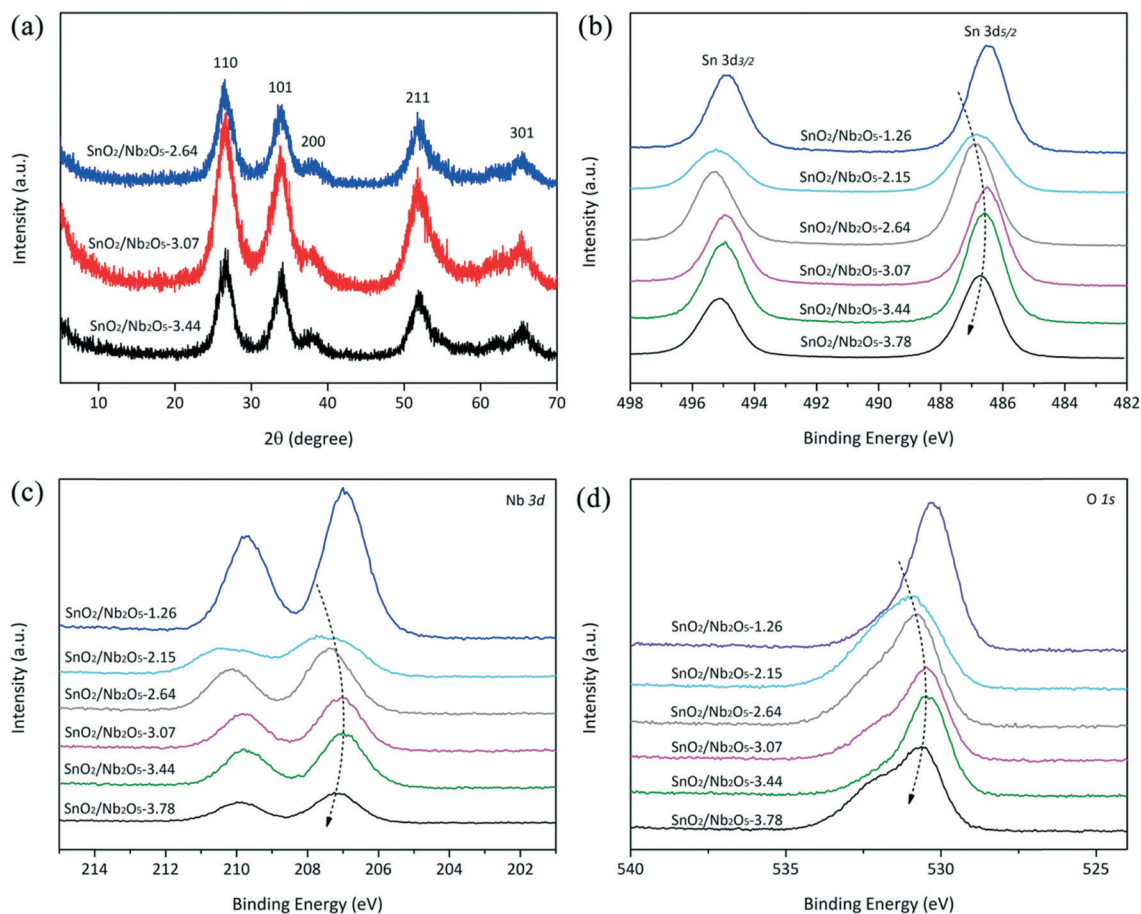 (a)
110
101
200
211
301
SnO₂/Nb₂O₅-2.64
SnO₂/Nb₂O₅-3.07
SnO₂/Nb₂O₅-3.44
Intensity (a.u.)
10 20 30 40 50 60 70
2θ (degree)
(b)
Sn 3d3/2
Sn 3d5/2
SnO₂/Nb₂O₅-1.26
SnO₂/Nb₂O₅-2.15
SnO₂/Nb₂O₅-2.64
SnO₂/Nb₂O₅-3.07
SnO₂/Nb₂O₅-3.44
SnO₂/Nb₂O₅-3.78
Intensity (a.u.)
498 496 494 492 490 488 486 484 482
Binding Energy (eV)
(c)
Nb 3d
SnO₂/Nb₂O₅-1.26
SnO₂/Nb₂O₅-2.15
SnO₂/Nb₂O₅-2.64
SnO₂/Nb₂O₅-3.07
SnO₂/Nb₂O₅-3.44
SnO₂/Nb₂O₅-3.78
Intensity (a.u.)
214 212 210 208 206 204 202
Binding Energy (eV)
(d)
O 1s
SnO₂/Nb₂O₅-1.26
SnO₂/Nb₂O₅-2.15
SnO₂/Nb₂O₅-2.64
SnO₂/Nb₂O₅-3.07
SnO₂/Nb₂O₅-3.44
SnO₂/Nb₂O₅-3.78
Intensity (a.u.)
540 535 530 525
Binding Energy (eV)